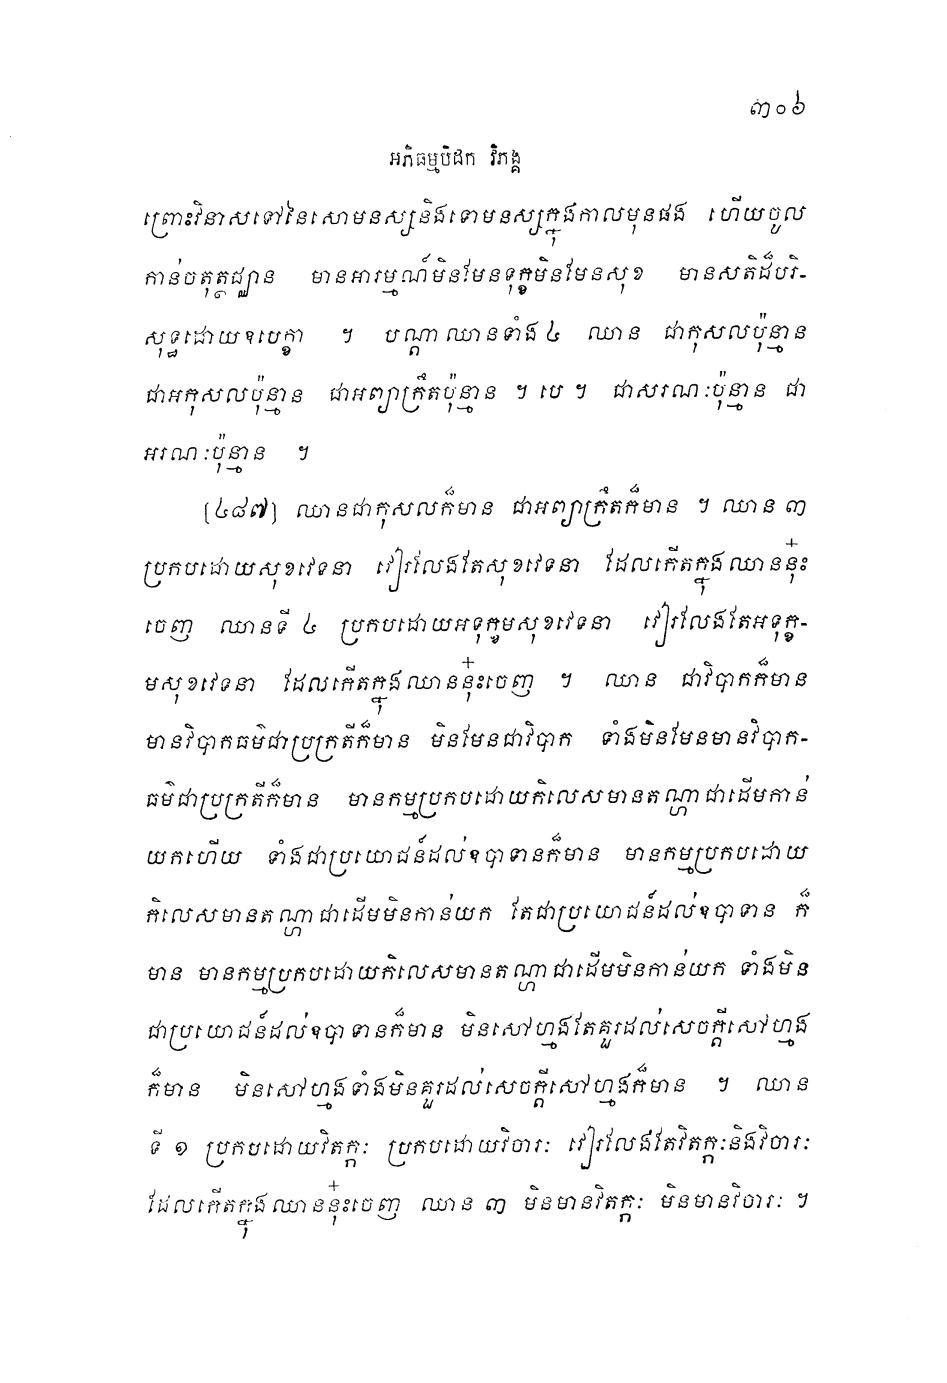 ៣០៦
អភិធម្មបិដក វិភង្គ
ព្រោះវិនាសទៅនៃសោមនស្សនិងទោមនស្សក្នុងកាលមុនផង ហើយចូល
កាន់ចតុត្ថជ្ឈាន មានអារម្មណ៍មិនមែនទុក្ខមិនមែនសុខ មានសតិដ៏បរិ-
សុទ្ធដោយឧបេក្ខា ។ បណ្តាឈានទាំង ៤ ឈាន ជាកុសលប៉ុន្មាន
ជាអកុសលប៉ុន្មាន ជាអព្យាក្រឹតប៉ុន្មាន ។ បេ ។ ជាសរណៈប៉ុន្មាន ជា
អរណៈប៉ុន្មាន ។
[៤៨៧] ឈានជាកុសលក៏មាន ជាអព្យាក្រឹតក៏មាន ។ ឈាន ៣
ប្រកបដោយសុខវេទនា វៀរលែងតែសុខវេទនា ដែលកើតក្នុងឈាននុ៎ះ
ចេញ ឈានទី ៤ ប្រកបដោយអទុក្ខមសុខវេទនា វៀរលែងតែអទុក្ខ-
មសុខវេទនា ដែលកើតក្នុងឈាននុ៎ះចេញ ។ ឈាន ជាវិបាកក៏មាន
មានវិបាកធម៌ជាប្រក្រតីក៏មាន មិនមែនជាវិបាក ទាំងមិនមែនមានវិបាក-
ធម៌ជាប្រក្រតីក៏មាន មានកម្មប្រកបដោយកិលេសមានតណ្ហាជាដើមកាន់
យកហើយ ទាំងជាប្រយោជន៍ដល់ឧបាទានក៏មាន មានកម្មប្រកបដោយ
កិលេសមានតណ្ហាជាដើមមិនកាន់យក តែជាប្រយោជន៍ដល់ឧបាទាន ក៏
មាន មានកម្មប្រកបដោយកិលេសមានតណ្ហាជាដើមមិនកាន់យក ទាំងមិន
ជាប្រយោជន៍ដល់ឧបាទានក៏មាន មិនសៅហ្មងតែគួរដល់សេចក្តីសៅហ្មង
ក៏មាន មិនសៅហ្មងទាំងមិនគួរដល់សេចក្តីសៅហ្មងក៏មាន ។ ឈាន
ទី ១ ប្រកបដោយវិតក្កៈ ប្រកបដោយវិចារៈ វៀរលែងតែវិតក្កៈនិងវិចារៈ
ដែលកើតក្នុងឈាននុ៎ះចេញ ឈាន ៣ មិនមានវិតក្កៈ មិនមានវិចារៈ ។